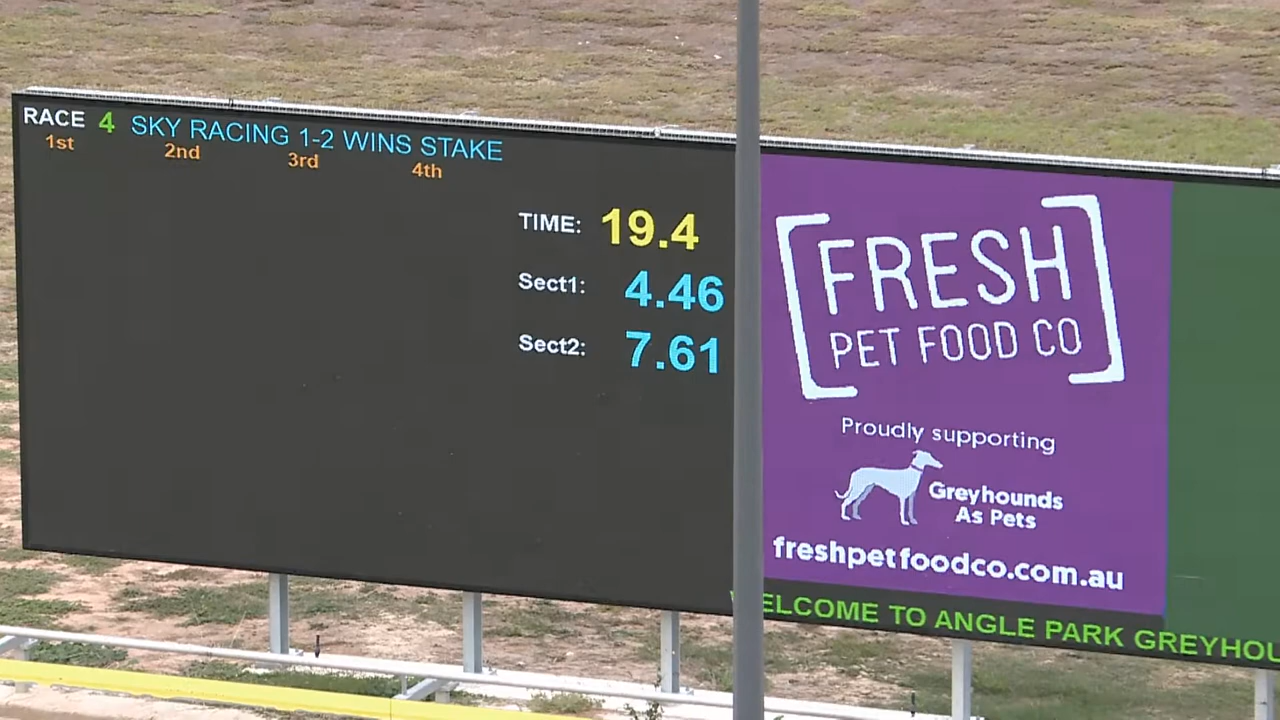 RACE 4 SKY RACING 1-2 WINS STAKE
1st 2nd 3rd 4th
TIME: 19.4
Sect1: 4.46
Sect2: 7.61
FRESH
PET FOOD CO
Proudly supporting
Greyhounds
As Pets
freshpetfoodco.com.au
WELCOME TO ANGLE PARK GREYHOU